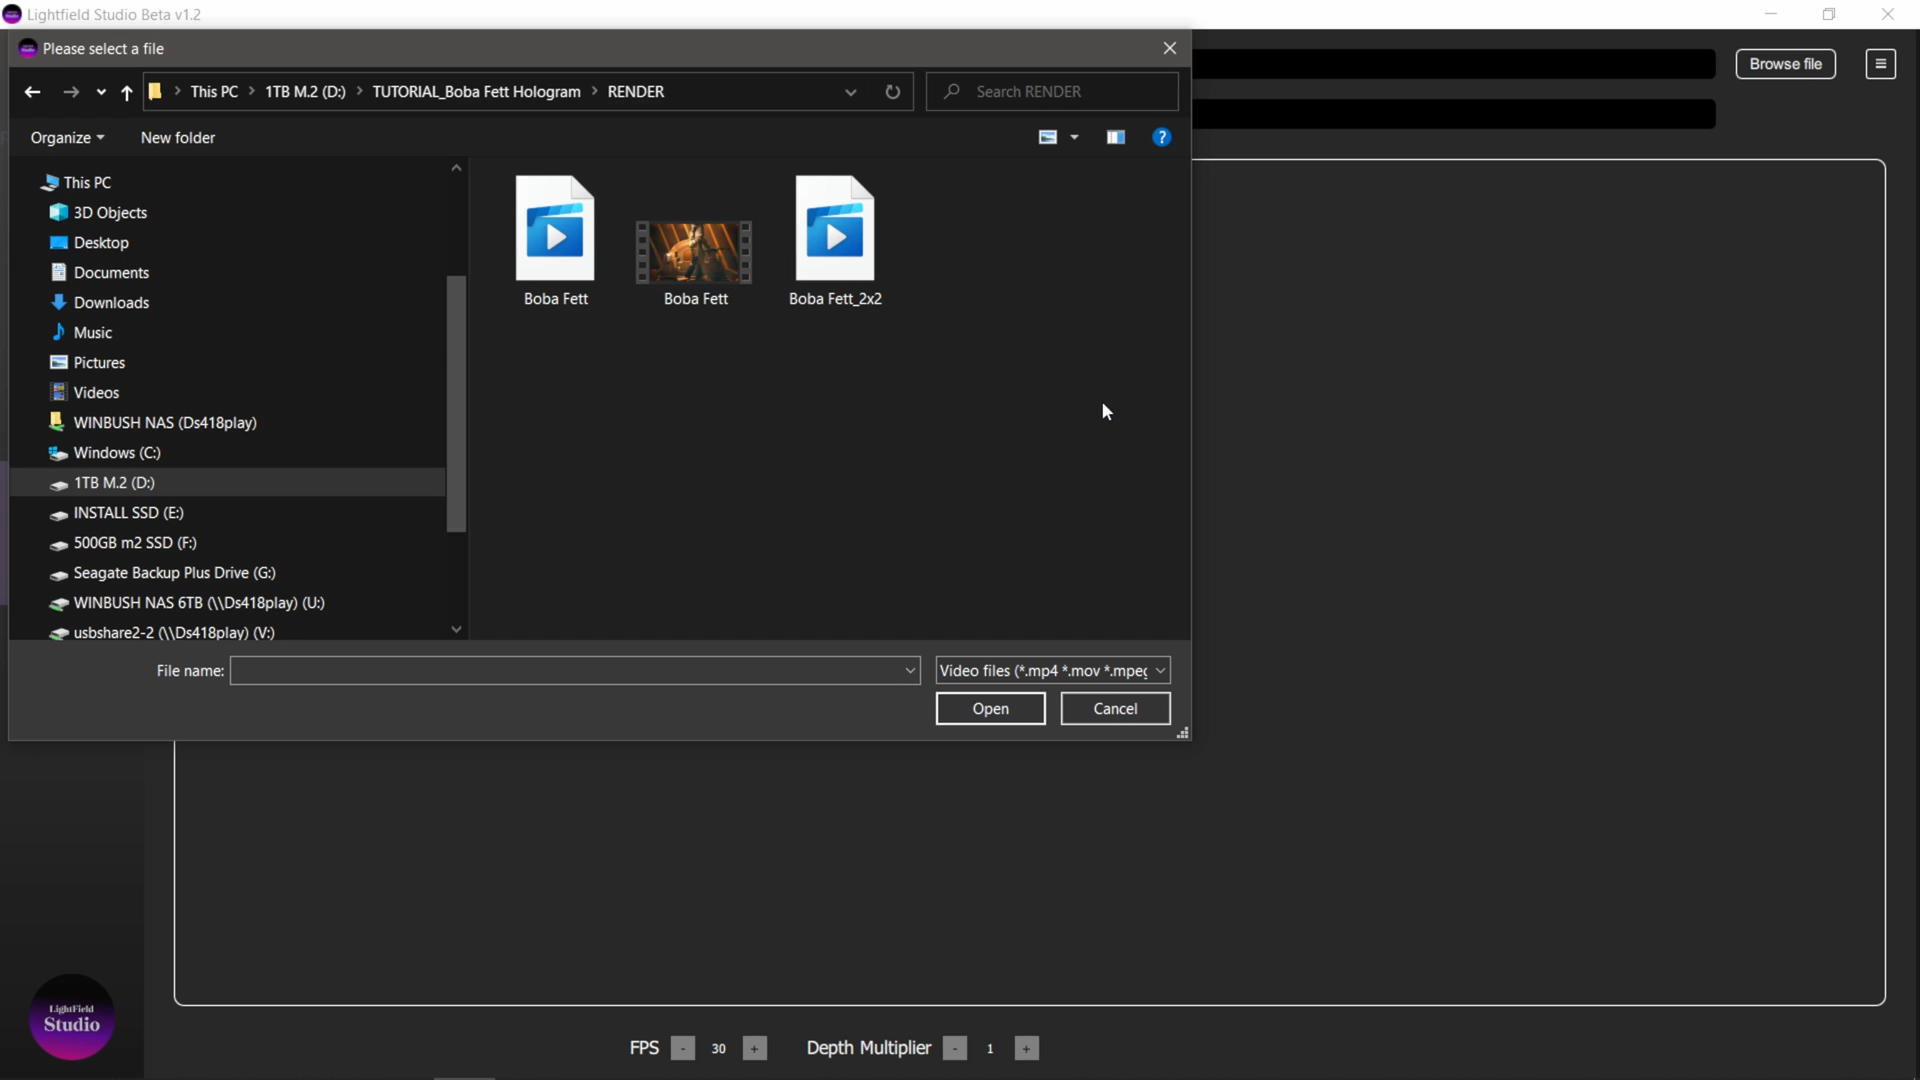 Lightfield Studio Beta v1.2
Please select a file
Browse file
This PC
1TB M.2 (D:)
TUTORIAL_Boba Fett Hologram
RENDER
Search RENDER
Organize
New folder
This PC
3D Objects
Desktop
Documents
Downloads
Music
Pictures
Videos
WINBUSH NAS (Ds418play)
Windows (C:)
1TB M.2 (D:)
INSTALL SSD (E:)
500GB m2 SSD (F:)
Seagate Backup Plus Drive (G:)
WINBUSH NAS 6TB (\\Ds418play) (U:)
usbshare2-2 (\\Ds418play) (V:)
Boba Fett
Boba Fett
Boba Fett_2x2
File name:
Video files (*.mp4 *.mov *.mpeg
Open
Cancel
LightField
Studio
FPS - 30 +
Depth Multiplier - 1 +